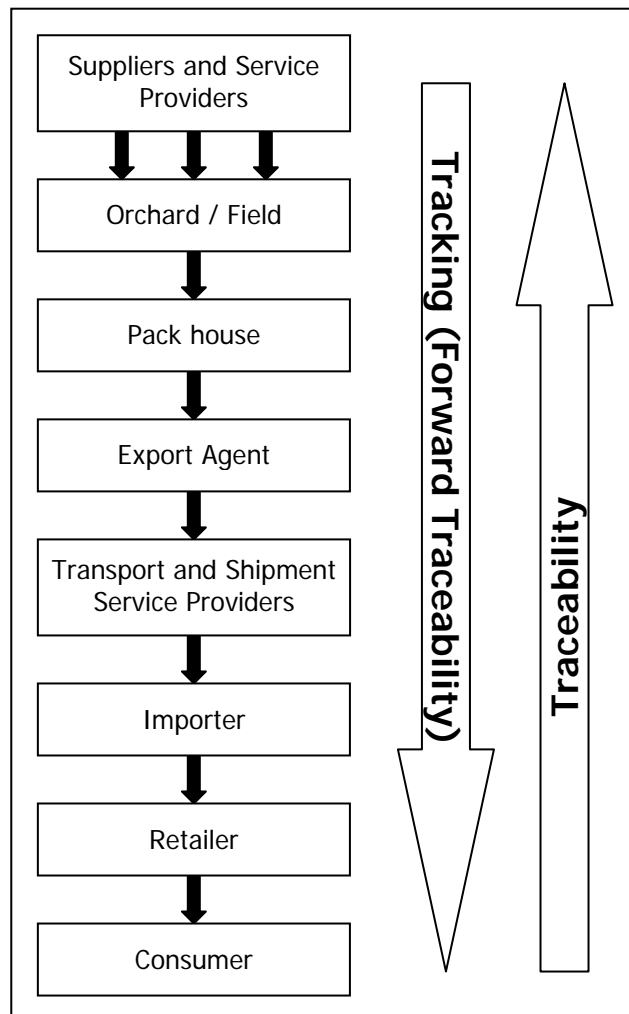 Suppliers and Service
Providers
Orchard / Field
Pack house
Export Agent
Transport and Shipment
Service Providers
Importer
Retailer
Consumer
Tracking (Forward Traceability)
Traceability